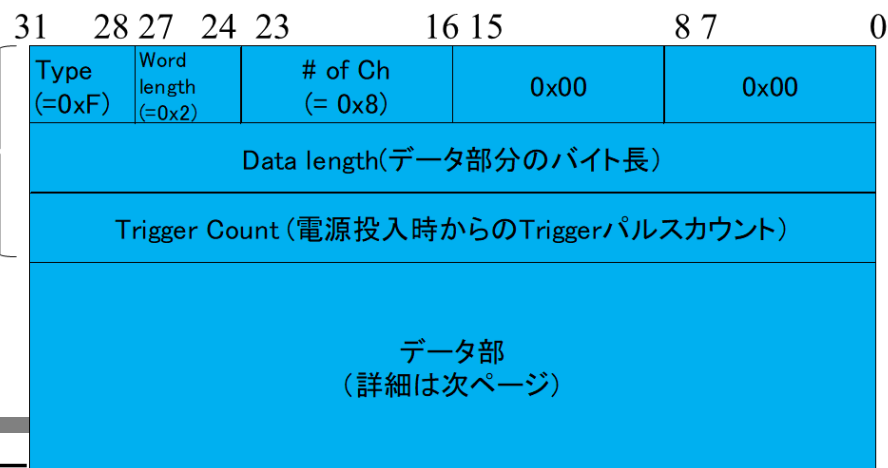 31 28 27 24 23 16 15 8 7 0
Type
(=0xF)
Word
length
(=0x2)
# of Ch
(= 0x8)
0x00
0x00
Data length(データ部分のバイト長)
Trigger Count(電源投入時からのTriggerパルスカウント)
データ部
(詳細は次ページ)